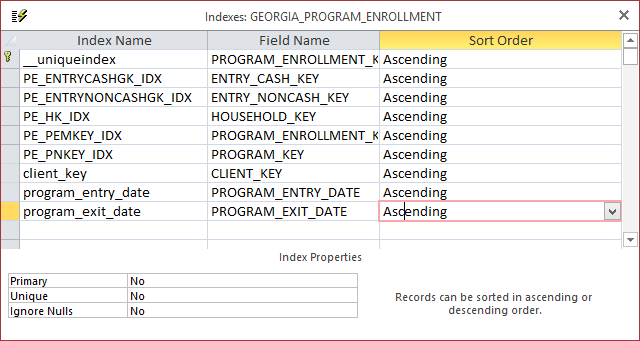 Indexes: GEORGIA_PROGRAM_ENROLLMENT
Index Name Field Name Sort Order
__uniqueindex PROGRAM_ENROLLMENT_K Ascending
PE_ENTRYCASHGK_IDX ENTRY_CASH_KEY Ascending
PE_ENTRYNONCASHGK_IDX ENTRY_NONCASH_KEY Ascending
PE_HK_IDX HOUSEHOLD_KEY Ascending
PE_PEMKEY_IDX PROGRAM_ENROLLMENT_K Ascending
PE_PNKEY_IDX PROGRAM_KEY Ascending
client_key CLIENT_KEY Ascending
program_entry_date PROGRAM_ENTRY_DATE Ascending
program_exit_date PROGRAM_EXIT_DATE Ascending
Index Properties
Primary No
Unique No
Ignore Nulls No
Records can be sorted in ascending or
descending order.